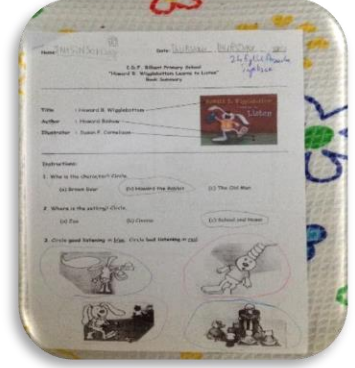 Name: Date:
Primary School
"Howard B. Wigglebottom Learns to Listen"
Book Summary
Title : Howard B. Wigglebottom
Author : Howard Binkow
Illustrator : Susan F. Cornelison
Listen
Instructions:
1. Who is the character? Circle.
(a) Brown Bear (b) Howard the Rabbit (c) The Old Man
2. Where is the setting? Circle.
(a) Zoo (b) Circus (c) School and Home
3. Circle good listening in blue. Circle bad listening in red.